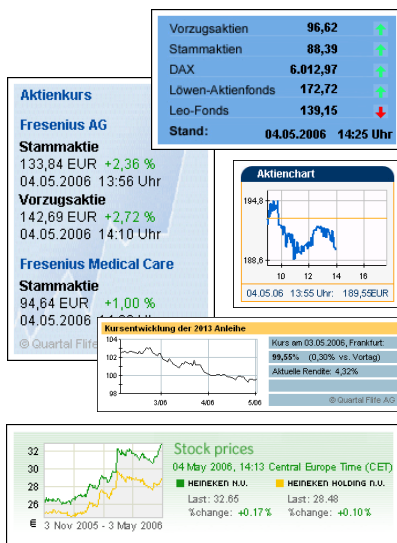 Vorzugsaktien 96,62
Stammaktien 88,39
DAX 6.012,97
Löwen-Aktienfonds 172,72
Leo-Fonds 139,15
Stand: 04.05.2006 14:25 Uhr
Aktienkurs
Fresenius AG
Stammaktie
133,84 EUR +2,36 %
04.05.2006 13:56 Uhr
Vorzugsaktie
142,69 EUR +2,72 %
04.05.2006 14:10 Uhr
Fresenius Medical Care
Stammaktie
94,64 EUR +1,00 %
04.05.2006
© Quartal Flife AG
Aktienchart
194,8
188,6
10 12 14 16
04.05.06 13:55 Uhr: 189,55EUR
Kursentwicklung der 2013 Anleihe
104
102
100
98
3/06 4/06 5/06
Kurs am 03.05.2006, Frankfurt:
99,55% (0,30% vs. Vortag)
Aktuelle Rendite: 4,32%
© Quartal Flife AG
32
30
28
26
€ 3 Nov 2005 - 3 May 2006
Stock prices
04 May 2006, 14:13 Central Europe Time (CET)
HEINEKEN N.V. HEINEKEN HOLDING N.V.
Last: 32.65 Last: 28.48
%change: +0.17% %change: +0.10%